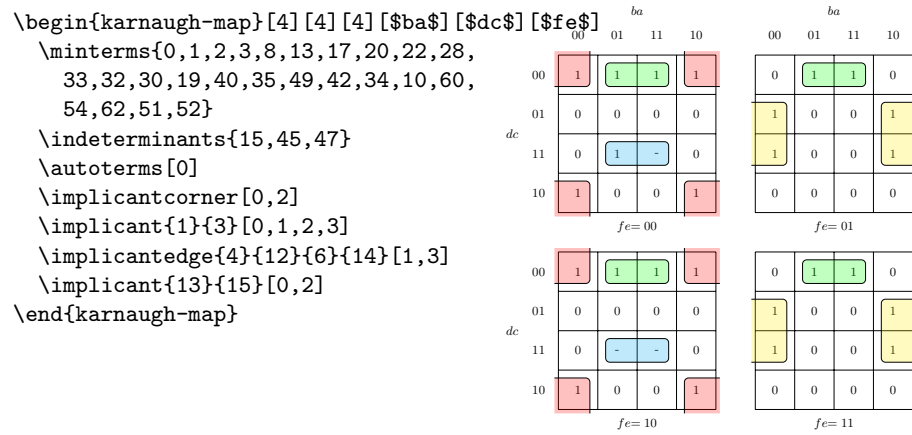 \begin{karnaugh-map}[4][4][4][$ba$][$dc$][$fe$]
\minterms{0,1,2,3,8,13,17,20,22,28,
33,32,30,19,40,35,49,42,34,10,60,
54,62,51,52}
\indeterminants{15,45,47}
\autoterms[0]
\implicantcorner[0,2]
\implicant{1}{3}[0,1,2,3]
\implicantedge{4}{12}{6}{14}[1,3]
\implicant{13}{15}[0,2]
\end{karnaugh-map}
ba
00 01 11 10
dc
00 1 1 1 1
01 0 0 0 0
11 0 1 - 0
10 1 0 0 1
fe= 00
ba
00 01 11 10
0 1 1 0
1 0 0 1
1 0 0 1
0 0 0 0
fe= 01
dc
00 1 1 1 1
01 0 0 0 0
11 0 - - 0
10 1 0 0 1
fe= 10
0 1 1 0
1 0 0 1
1 0 0 1
0 0 0 0
fe= 11